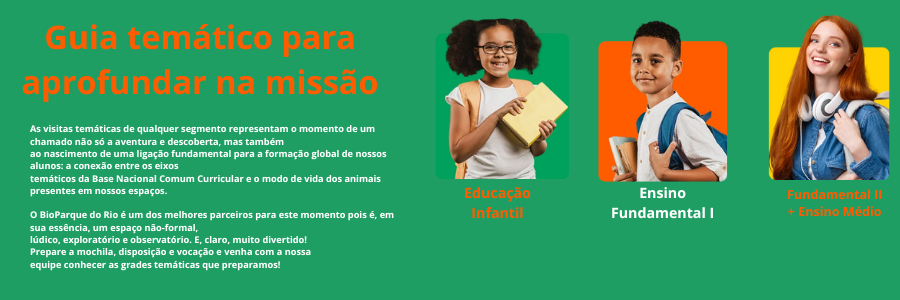 Guia temático para
aprofundar na missão
As visitas temáticas de qualquer segmento representam o momento de um
chamado não só a aventura e descoberta, mas também
ao nascimento de uma ligação fundamental para a formação global de nossos
alunos: a conexão entre os eixos
temáticos da Base Nacional Comum Curricular e o modo de vida dos animais
presentes em nossos espaços.
O BioParque do Rio é um dos melhores parceiros para este momento pois é, em
sua essência, um espaço não-formal,
lúdico, exploratório e observatório. E, claro, muito divertido!
Prepare a mochila, disposição e vocação e venha com a nossa
equipe conhecer as grades temáticas que preparamos!
Educação
Infantil
Ensino
Fundamental I
Fundamental II
+ Ensino Médio